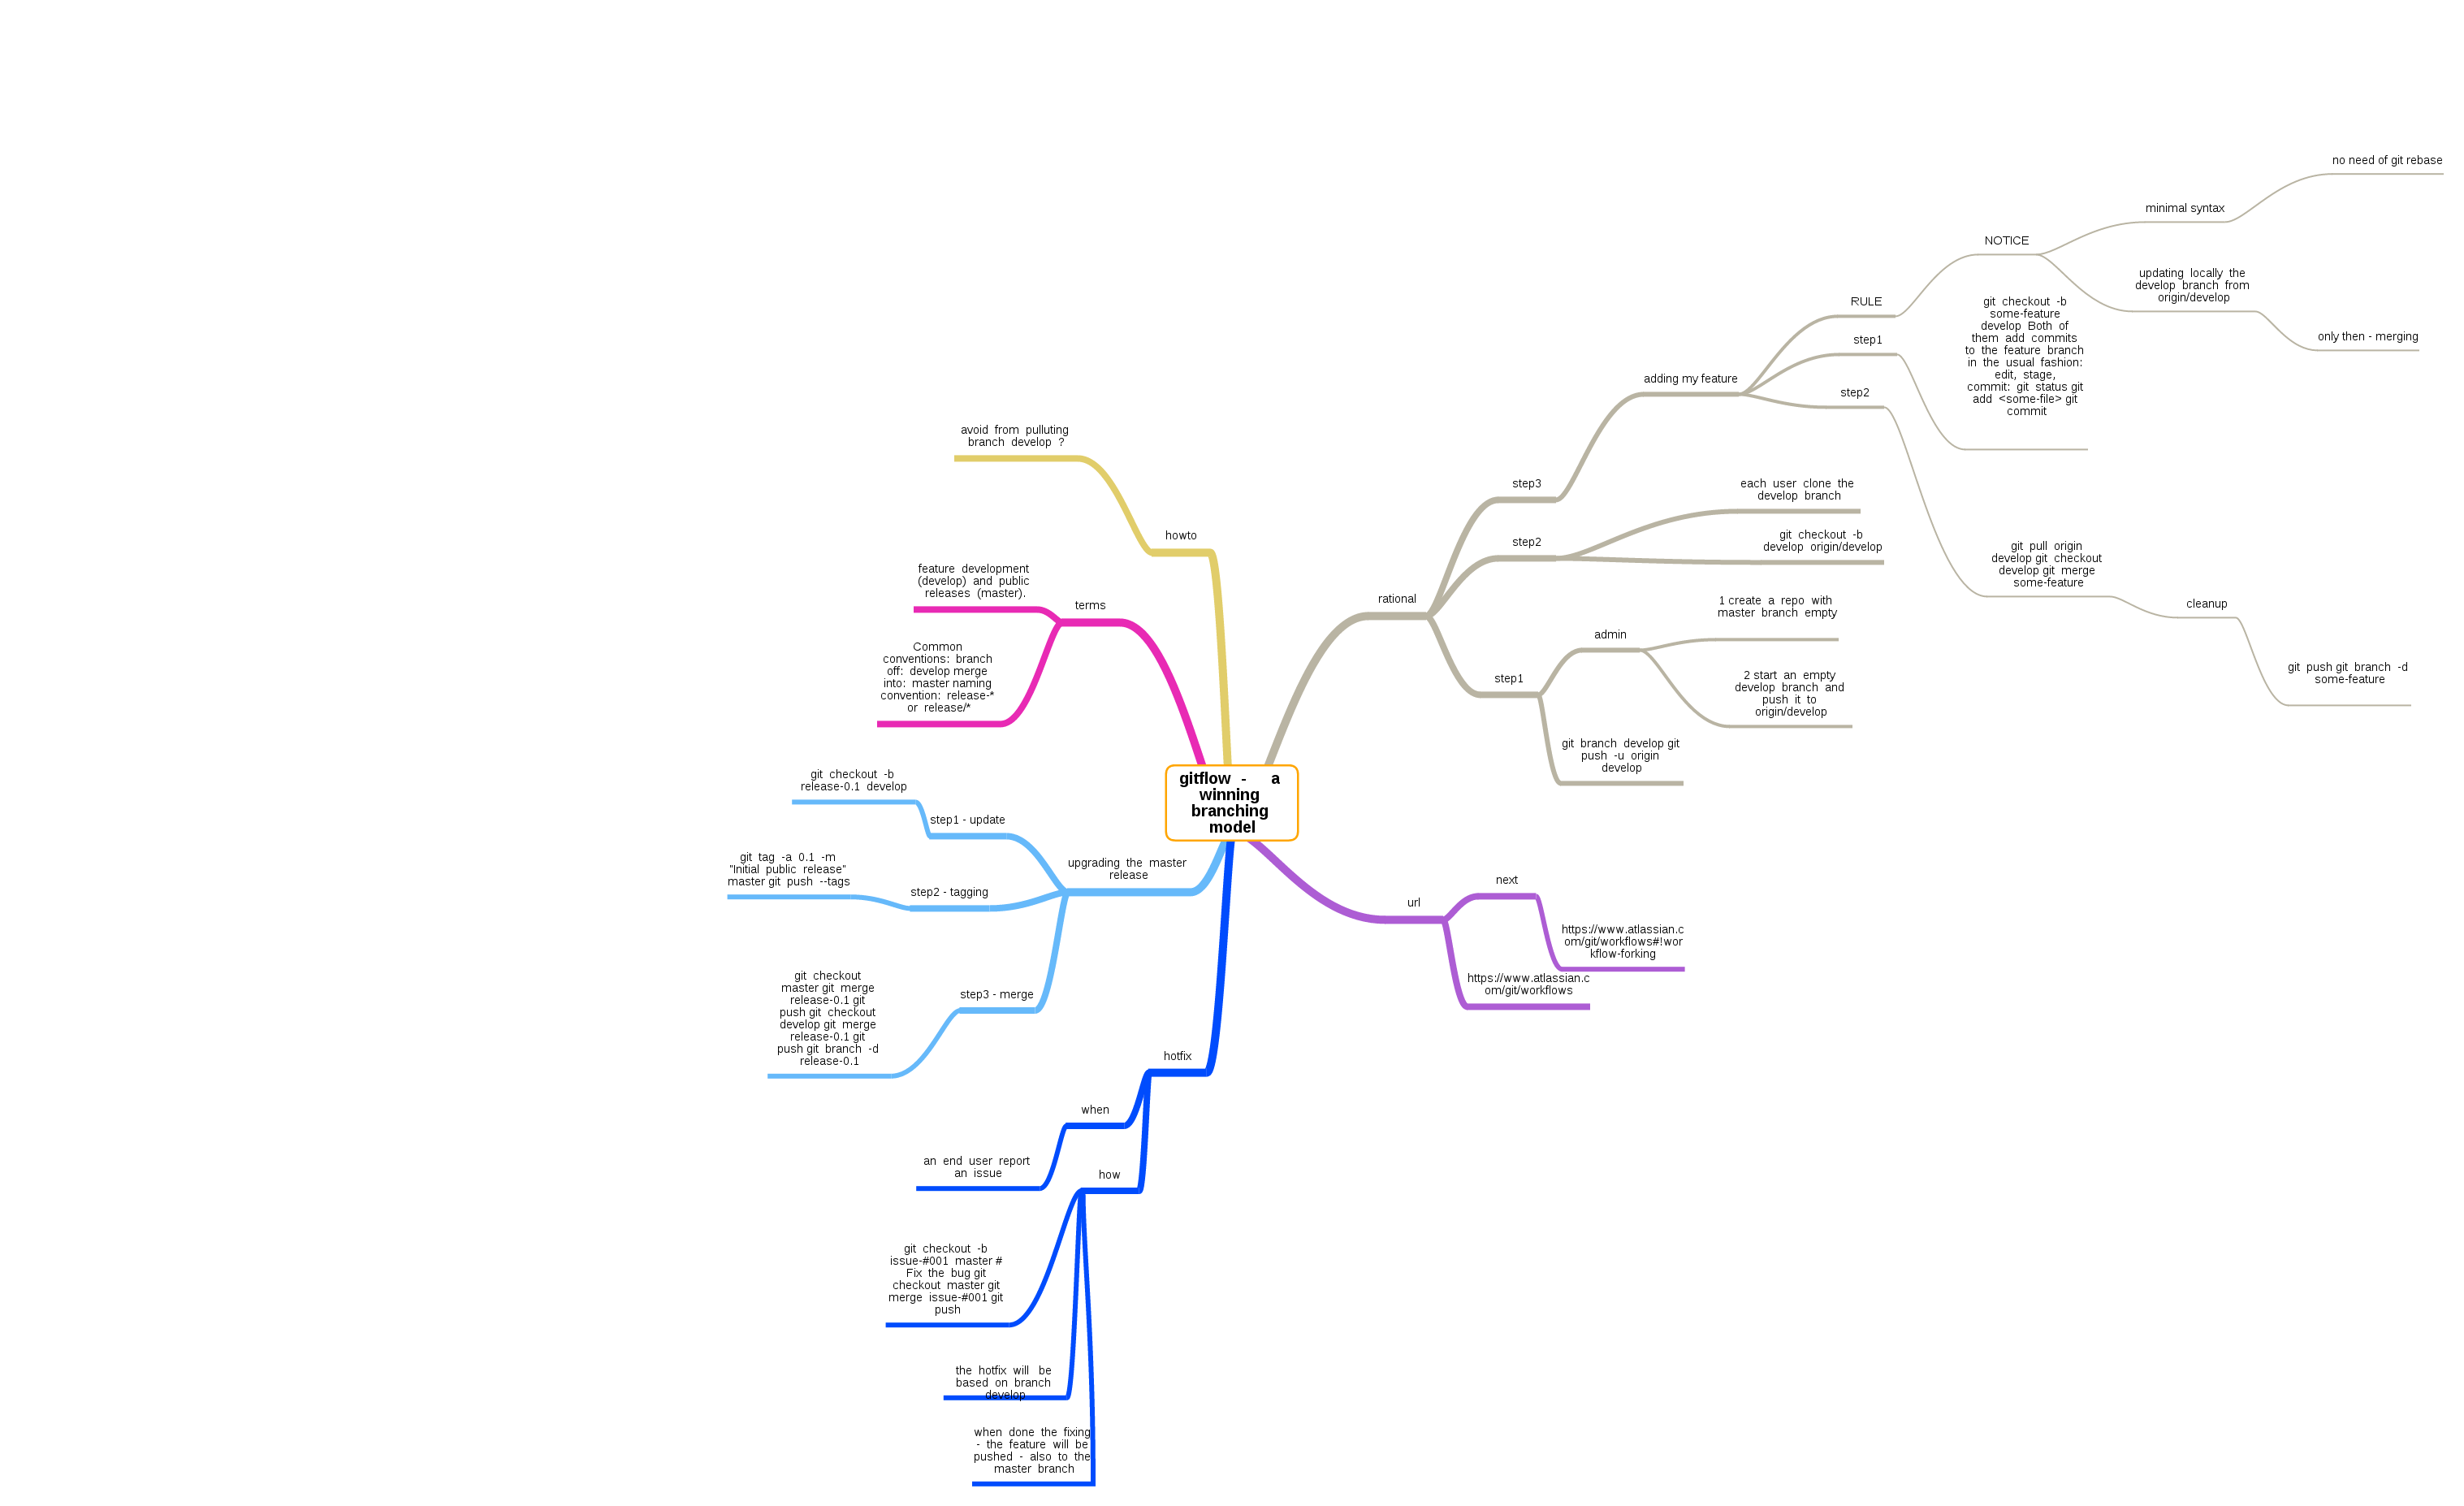 gitflow - a
winning
branching
model
rational
step3
adding my feature
RULE
NOTICE
minimal syntax
no need of git rebase
updating locally the
develop branch from
origin/develop
only then - merging
step1
git checkout -b
some-feature
develop Both of
them add commits
to the feature branch
in the usual fashion:
edit, stage,
commit: git status git
add <some-file> git
commit
step2
git pull origin
develop git checkout
develop git merge
some-feature
cleanup
git push git branch -d
some-feature
step2
each user clone the
develop branch
git checkout -b
develop origin/develop
step1
admin
1 create a repo with
master branch empty
2 start an empty
develop branch and
push it to
origin/develop
git branch develop git
push -u origin
develop
url
next
https://www.atlassian.c
om/git/workflows#!wor
kflow-forking
https://www.atlassian.c
om/git/workflows
howto
avoid from pulluting
branch develop ?
terms
feature development
(develop) and public
releases (master).
Common
conventions: branch
off: develop merge
into: master naming
convention: release-*
or release/*
upgrading the master
release
step1 - update
git checkout -b
release-0.1 develop
step2 - tagging
git tag -a 0.1 -m
"Initial public release"
master git push --tags
step3 - merge
git checkout
master git merge
release-0.1 git
push git checkout
develop git merge
release-0.1 git
push git branch -d
release-0.1
hotfix
when
an end user report
an issue
how
git checkout -b
issue-#001 master #
Fix the bug git
checkout master git
merge issue-#001 git
push
the hotfix will be
based on branch
develop
when done the fixing
- the feature will be
pushed - also to the
master branch